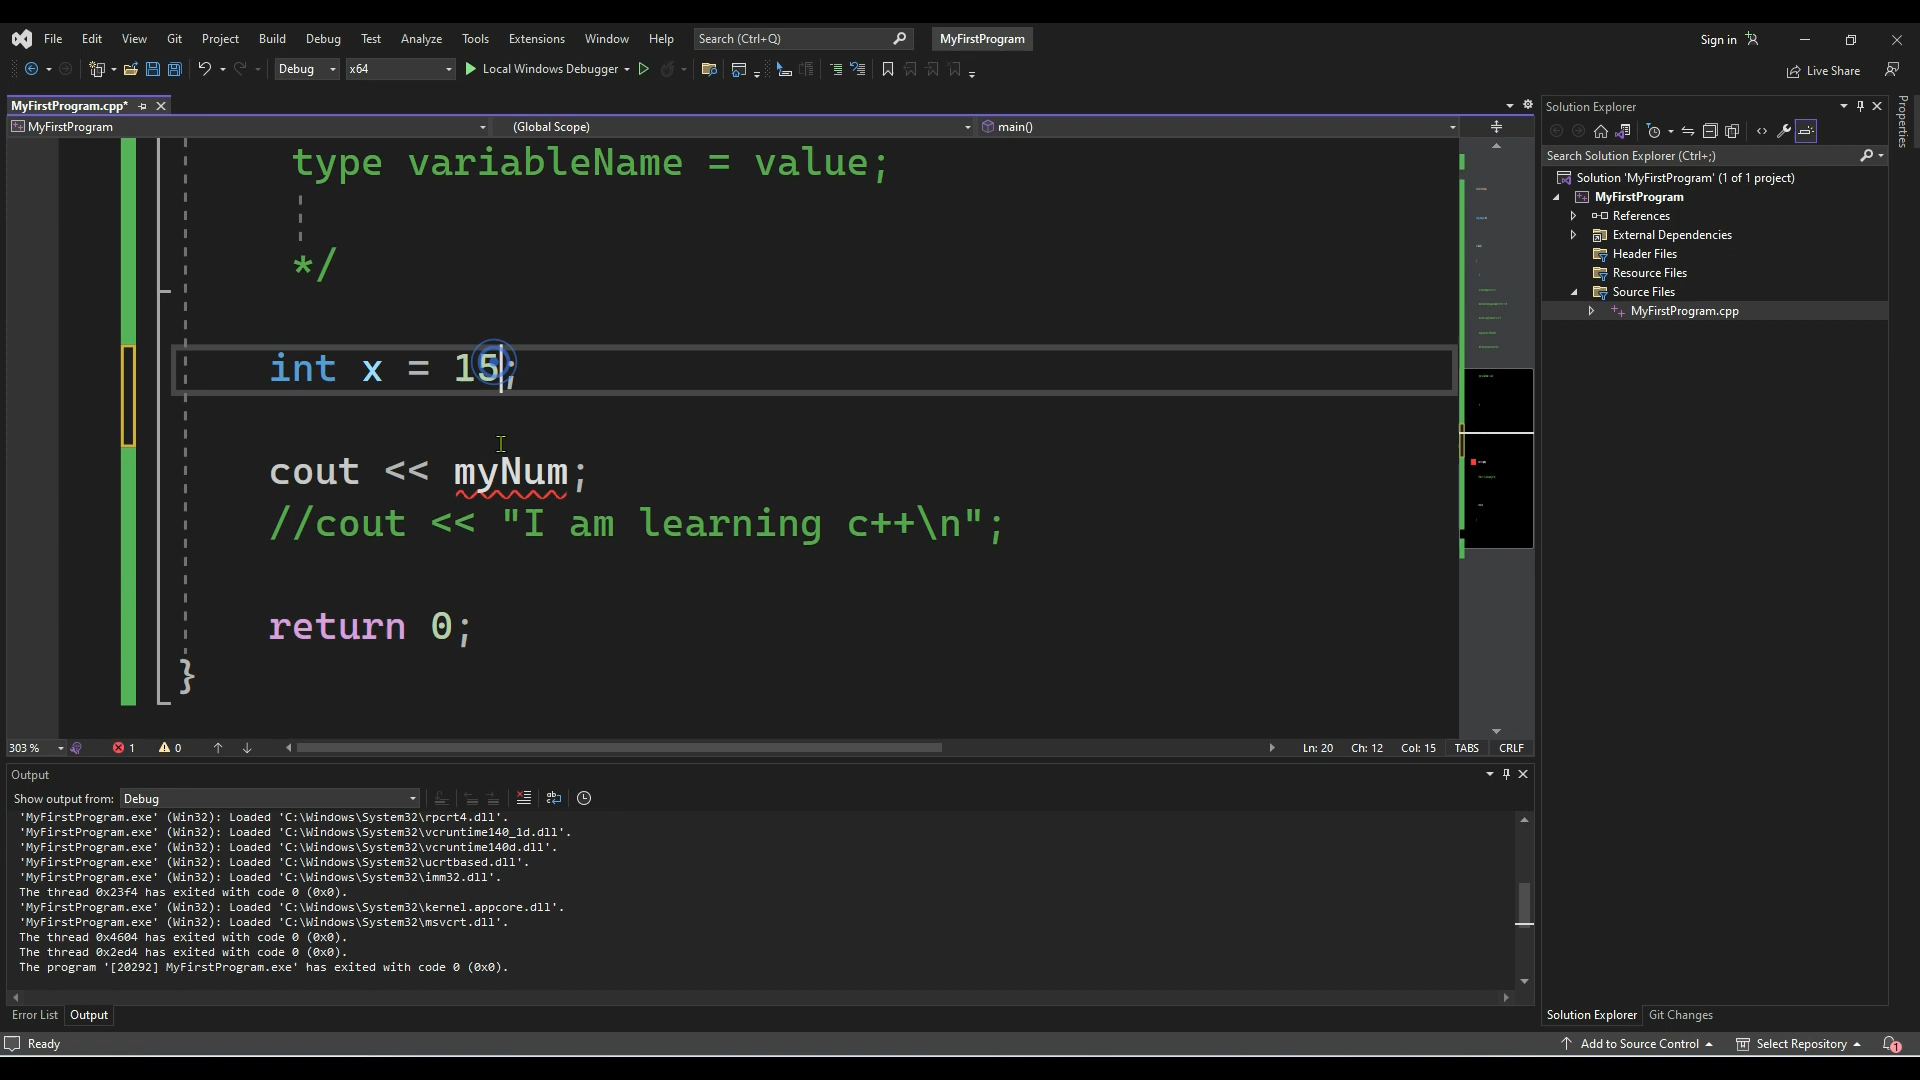 File Edit View Git Project Build Debug Test Analyze Tools Extensions Window Help Search (Ctrl+Q) MyFirstProgram Sign in
Debug x64 Local Windows Debugger Live Share
MyFirstProgram.cpp*
MyFirstProgram (Global Scope) main()
type variableName = value;
*/
int x = 15;
cout << myNum;
//cout << "I am learning c++\n";
return 0;
}
303 % 1 0 Ln: 20 Ch: 12 Col: 15 TABS CRLF
Output
Show output from: Debug
'MyFirstProgram.exe' (Win32): Loaded 'C:\Windows\System32\rpcrt4.dll'.
'MyFirstProgram.exe' (Win32): Loaded 'C:\Windows\System32\vcruntime140_1d.dll'.
'MyFirstProgram.exe' (Win32): Loaded 'C:\Windows\System32\vcruntime140d.dll'.
'MyFirstProgram.exe' (Win32): Loaded 'C:\Windows\System32\ucrtbased.dll'.
'MyFirstProgram.exe' (Win32): Loaded 'C:\Windows\System32\imm32.dll'.
The thread 0x23f4 has exited with code 0 (0x0).
'MyFirstProgram.exe' (Win32): Loaded 'C:\Windows\System32\kernel.appcore.dll'.
'MyFirstProgram.exe' (Win32): Loaded 'C:\Windows\System32\msvcrt.dll'.
The thread 0x4604 has exited with code 0 (0x0).
The thread 0x2ed4 has exited with code 0 (0x0).
The program '[20292] MyFirstProgram.exe' has exited with code 0 (0x0).
Error List Output
Solution Explorer
Search Solution Explorer (Ctrl+;)
Solution 'MyFirstProgram' (1 of 1 project)
MyFirstProgram
References
External Dependencies
Header Files
Resource Files
Source Files
MyFirstProgram.cpp
Solution Explorer Git Changes
Properties
Ready Add to Source Control Select Repository 1